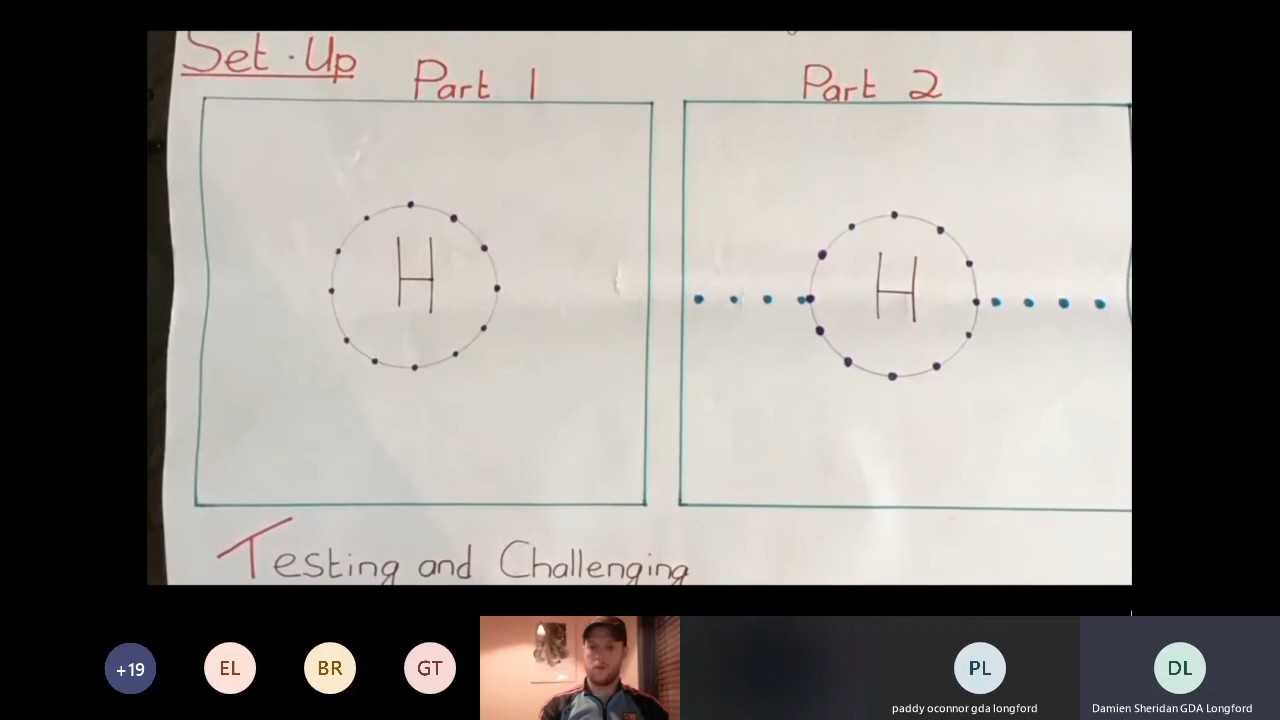 Set-Up
Part 1
Part 2
H
H
Testing and Challenging
+19
EL
BR
GT
PL
DL
paddy oconnor gda longford
Damien Sheridan GDA Longford